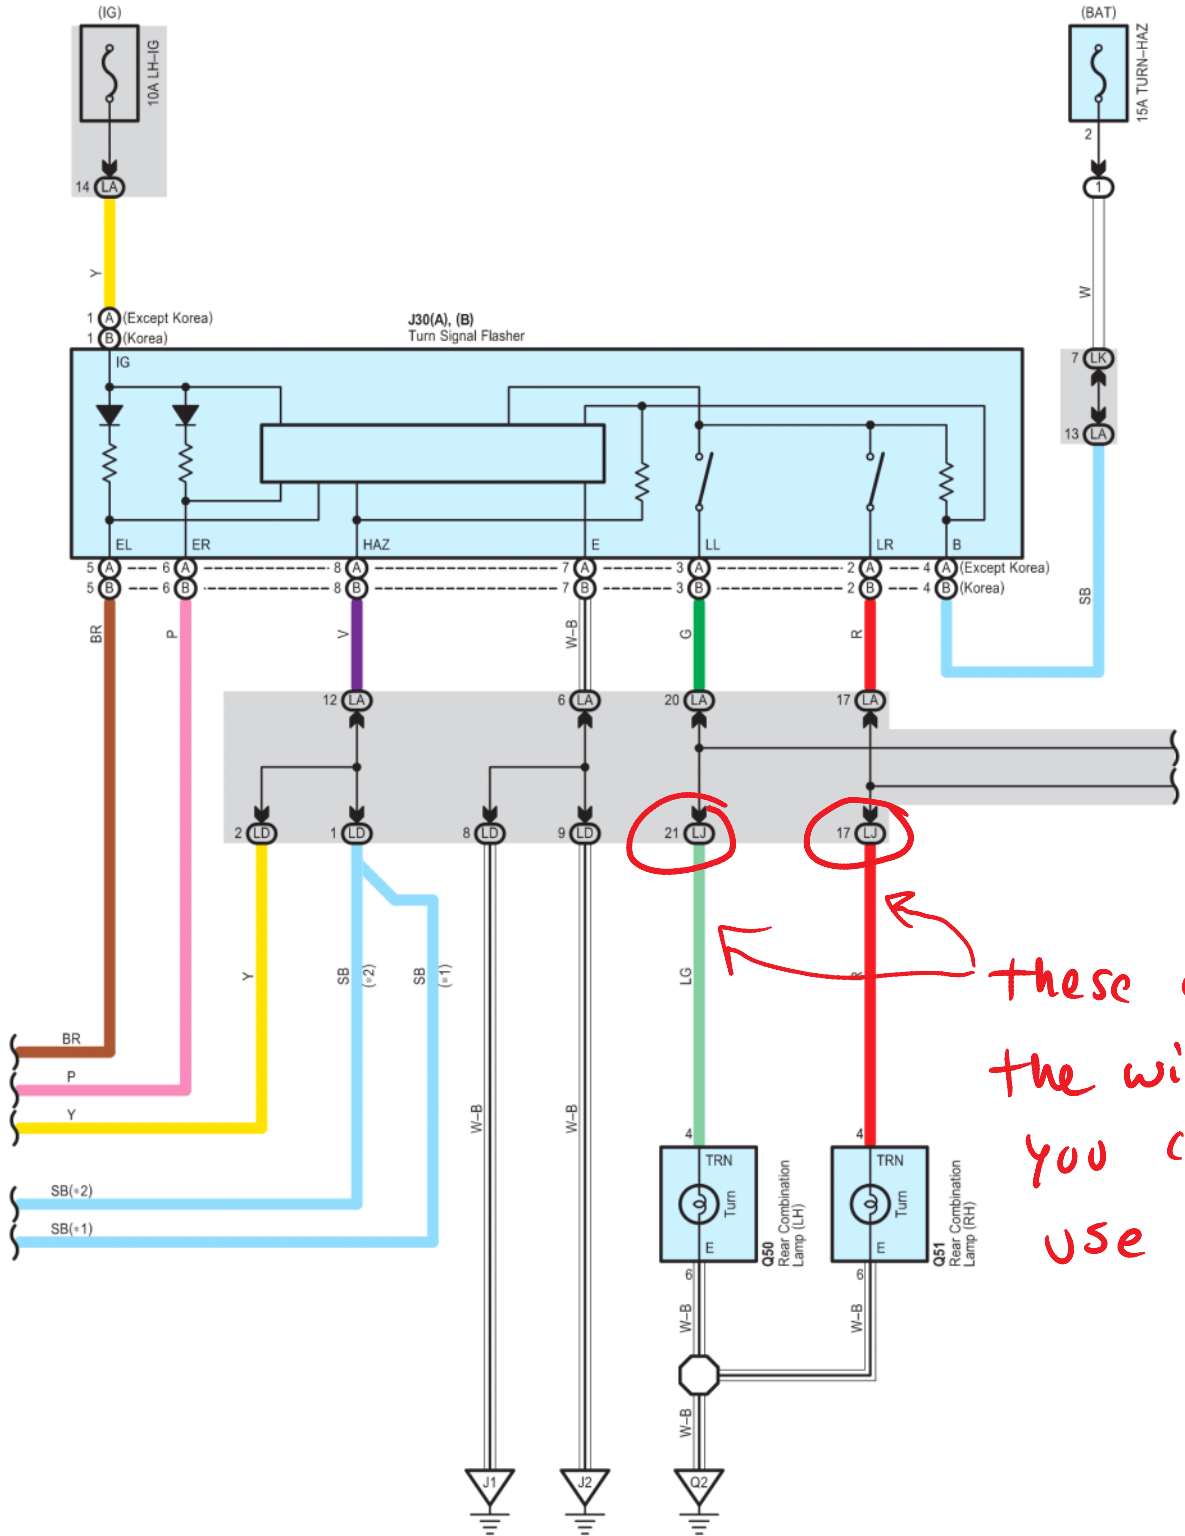 (IG)
(BAT)
10A LH–IG
15A TURN–HAZ
2
14 LA
1
Y
W
1 A (Except Korea)
1 B (Korea)
J30(A), (B)
Turn Signal Flasher
7 LK
13 LA
IG
EL
ER
HAZ
E
LL
LR
B
5 A 6 A 8 A 7 A 3 A 2 A 4 A (Except Korea)
5 B 6 B 8 B 7 B 3 B 2 B 4 B (Korea)
SB
BR
P
V
W–B
G
R
12 LA
6 LA
20 LA
17 LA
2 LD
1 LD
8 LD
9 LD
21 LJ
17 LJ
Y
SB
(*2)
SB
(*1)
LG
R
these
the
you
use
BR
P
Y
SB(*2)
SB(*1)
W–B
W–B
4
4
TRN
Turn
E
Q50
Rear Combination
Lamp (LH)
TRN
Turn
E
Q51
Rear Combination
Lamp (RH)
6
6
W–B
W–B
W–B
J1
J2
Q2